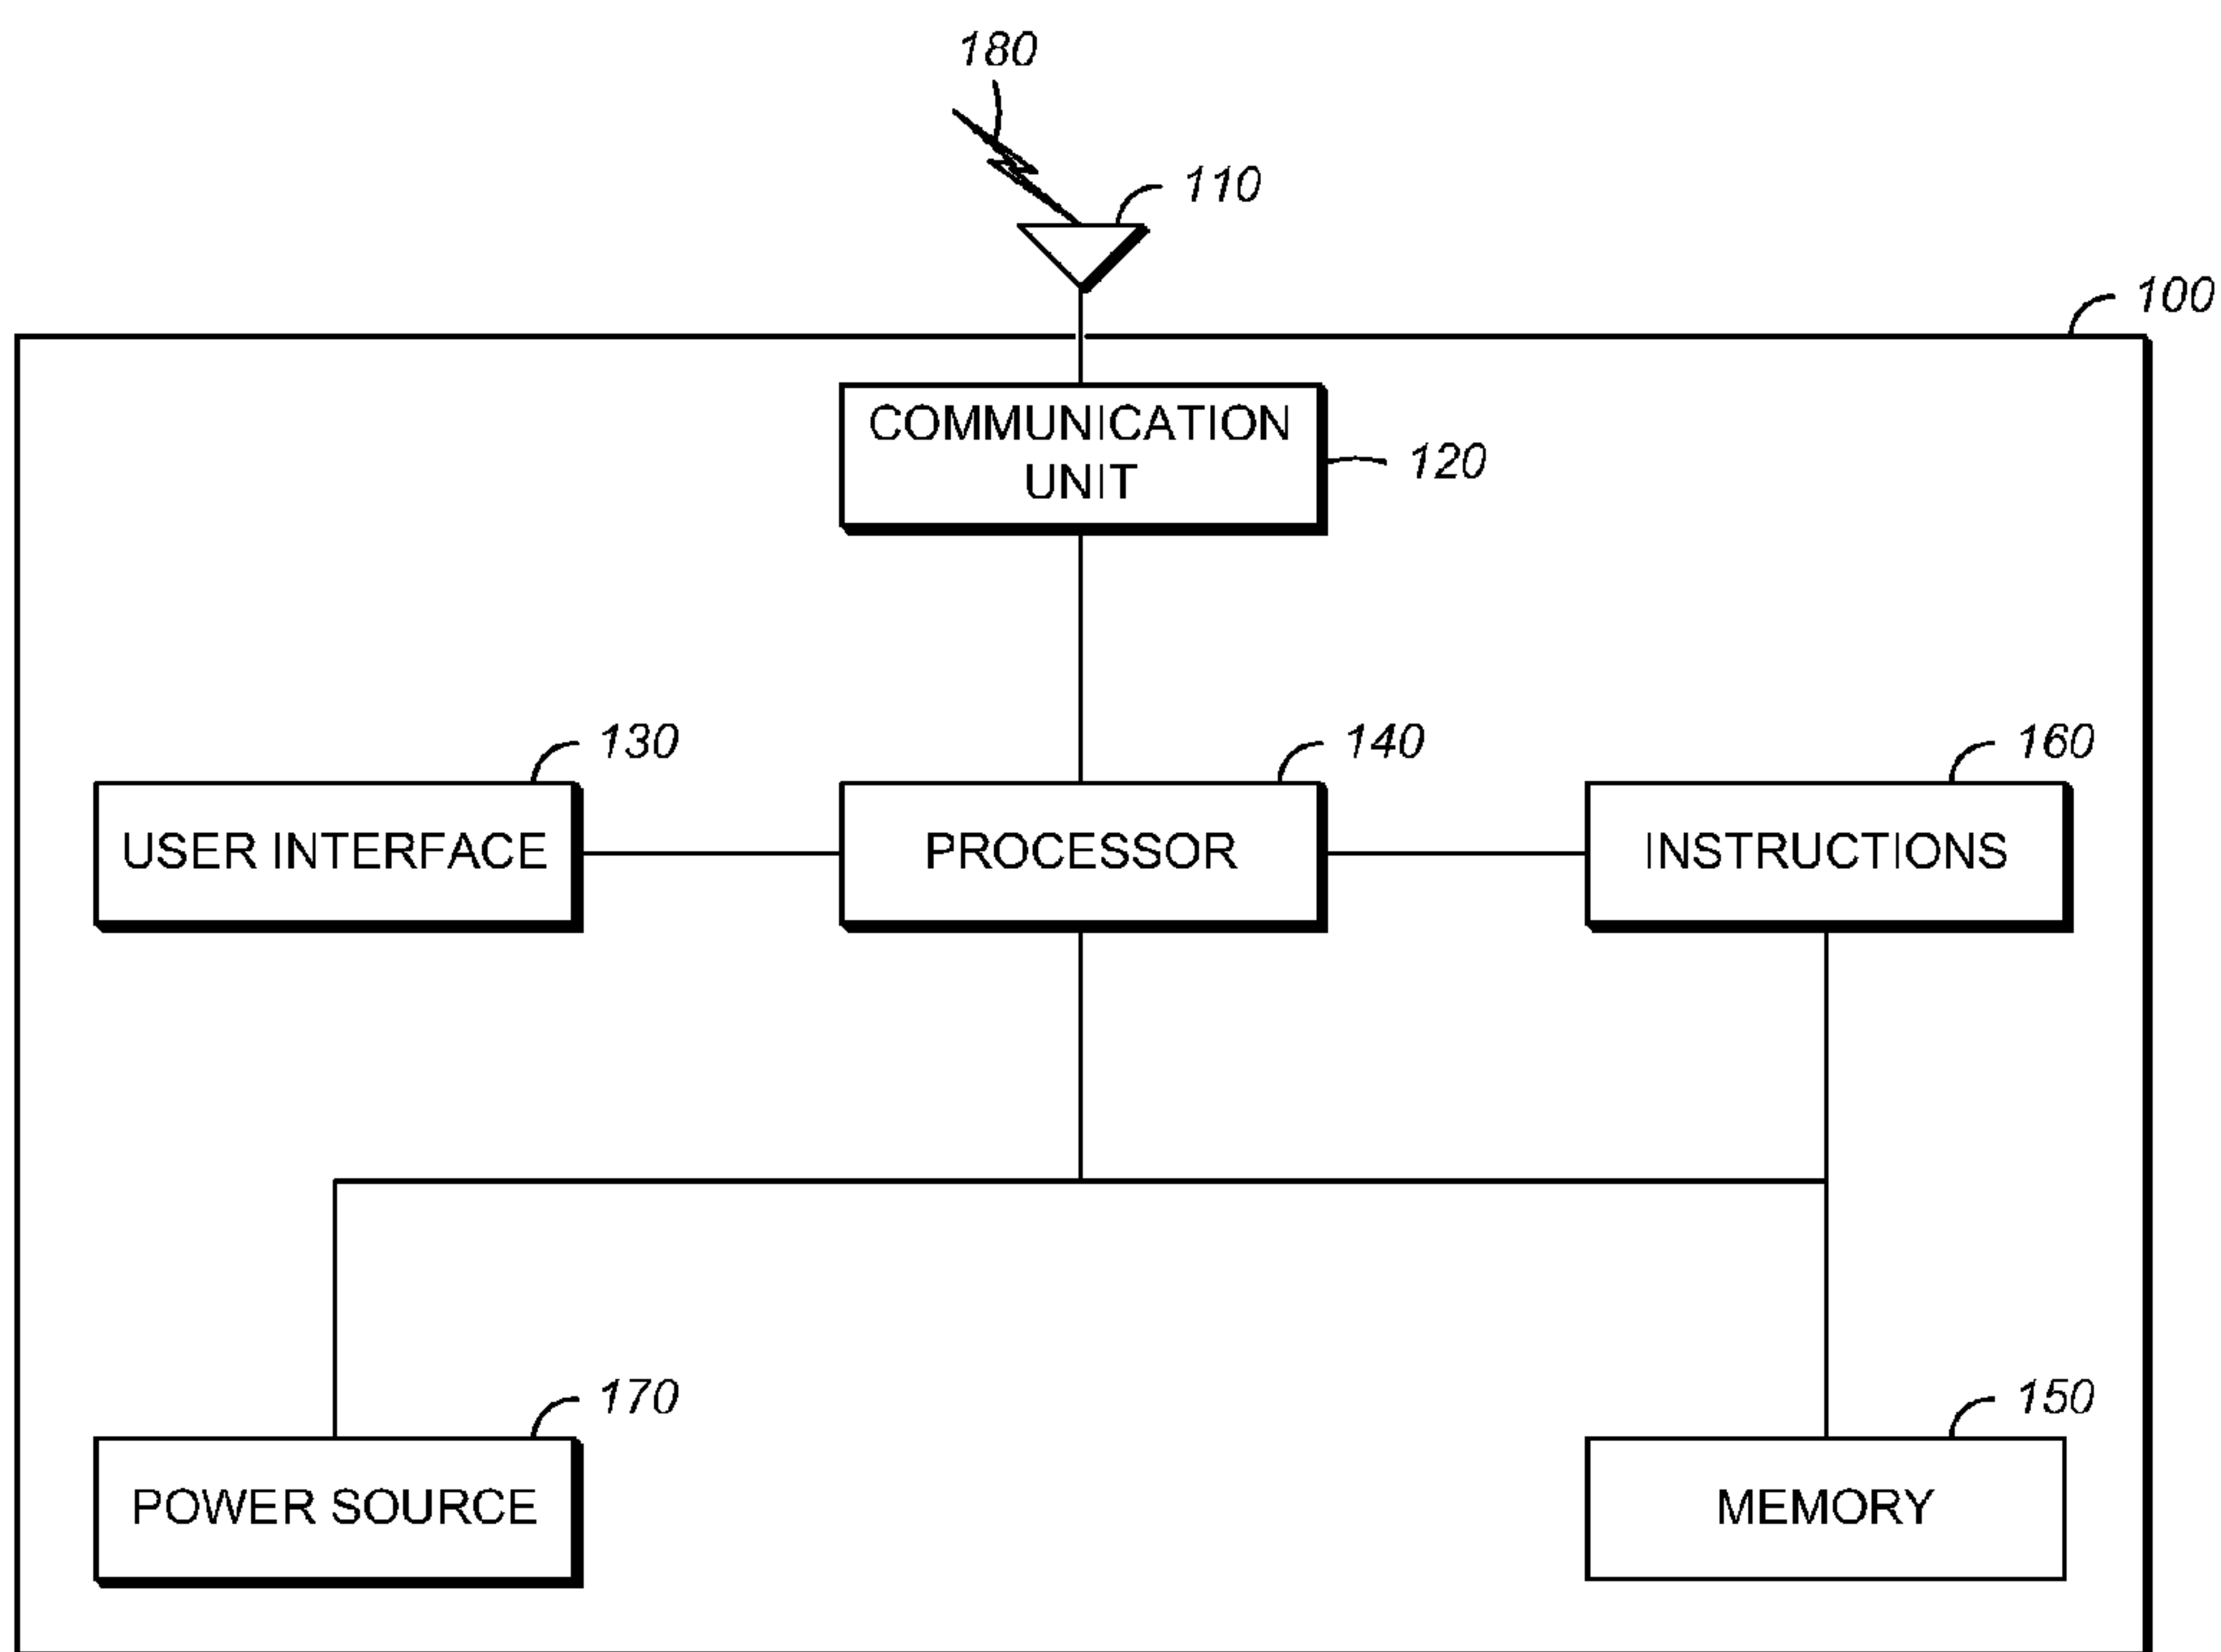 180
110
100
COMMUNICATION
UNIT
120
130
140
160
USER INTERFACE
PROCESSOR
INSTRUCTIONS
170
150
POWER SOURCE
MEMORY